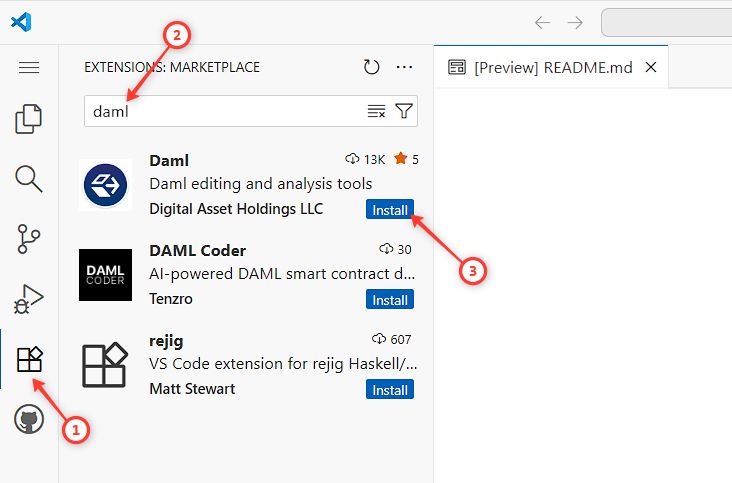 2
EXTENSIONS: MARKETPLACE
[Preview] README.md
daml
Daml
13K
5
Daml editing and analysis tools
Digital Asset Holdings LLC
Install
3
DAML
CODER
DAML Coder
30
AI-powered DAML smart contract d...
Tenzro
Install
rejig
607
VS Code extension for rejig Haskell/...
Matt Stewart
Install
1